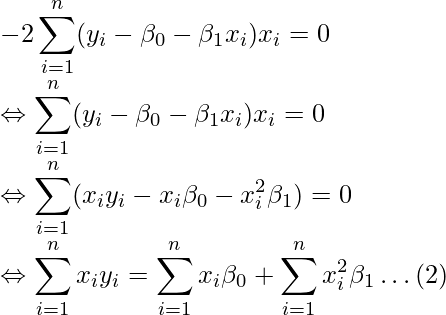 $-2\sum_{i=1}^{n}(y_i - \beta_0 - \beta_1 x_i)x_i = 0$
$\Leftrightarrow \sum_{i=1}^{n}(y_i - \beta_0 - \beta_1 x_i)x_i = 0$
$\Leftrightarrow \sum_{i=1}^{n}(x_i y_i - x_i\beta_0 - x_i^2\beta_1) = 0$
$\Leftrightarrow \sum_{i=1}^{n} x_i y_i = \sum_{i=1}^{n} x_i\beta_0 + \sum_{i=1}^{n} x_i^2\beta_1 \ldots (2)$